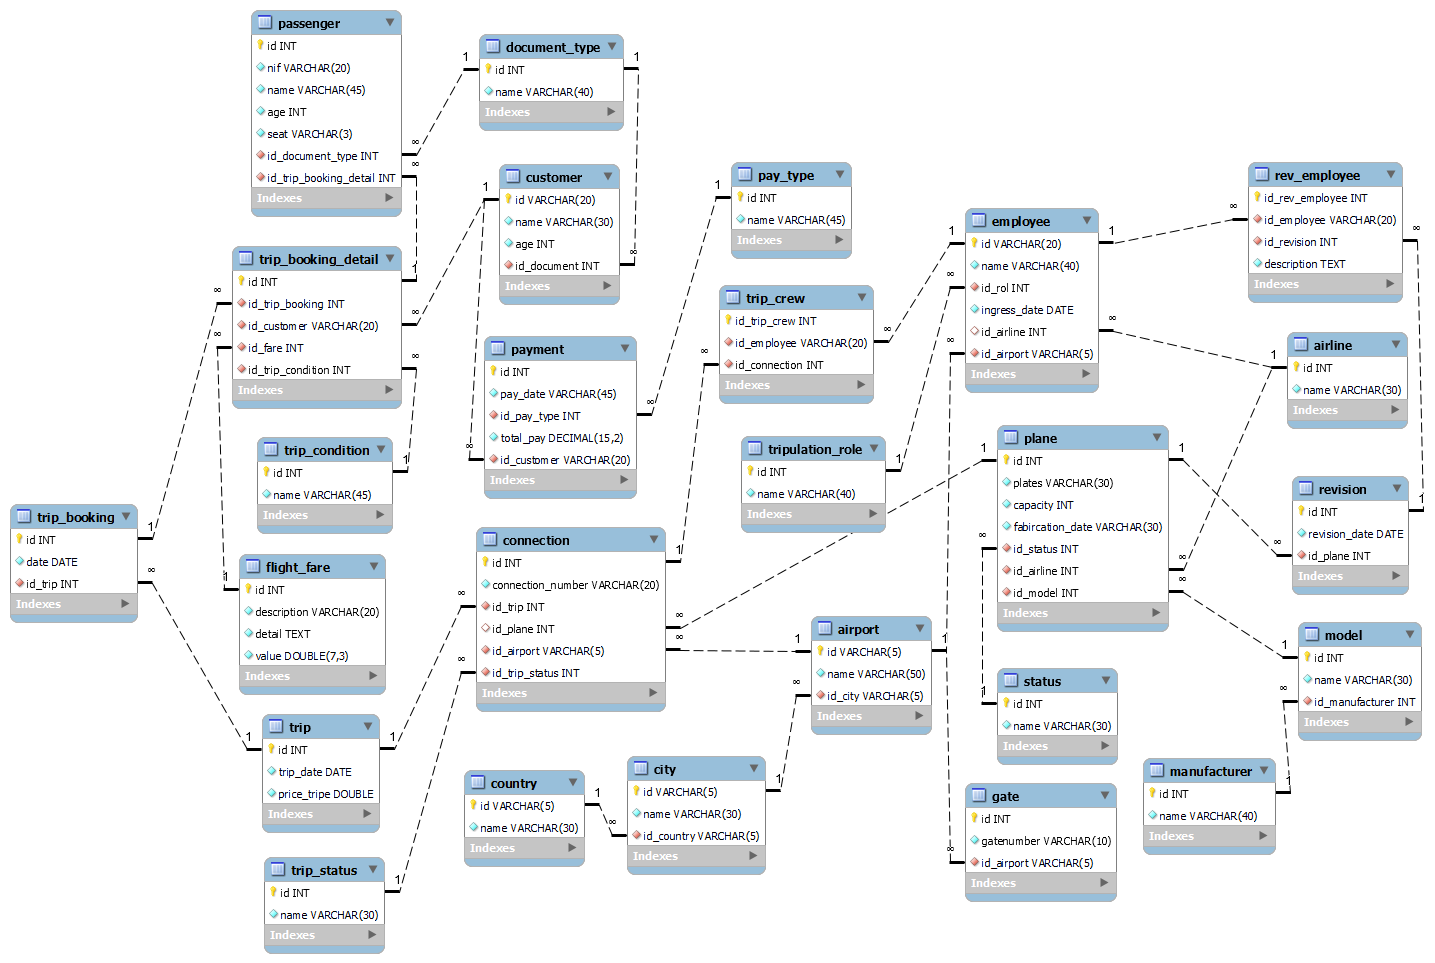 passenger
id INT
nif VARCHAR(20)
name VARCHAR(45)
age INT
seat VARCHAR(3)
id_document_type INT
id_trip_booking_detail INT
Indexes
document_type
id INT
name VARCHAR(40)
Indexes
customer
id VARCHAR(20)
name VARCHAR(30)
age INT
id_document INT
Indexes
pay_type
id INT
name VARCHAR(45)
Indexes
employee
id VARCHAR(20)
name VARCHAR(40)
id_rol INT
ingress_date DATE
id_airline INT
id_airport VARCHAR(5)
Indexes
rev_employee
id_rev_employee INT
id_employee VARCHAR(20)
id_revision INT
description TEXT
Indexes
trip_booking_detail
id INT
id_trip_booking INT
id_customer VARCHAR(20)
id_fare INT
id_trip_condition INT
Indexes
payment
id INT
pay_date VARCHAR(45)
id_pay_type INT
total_pay DECIMAL(15,2)
id_customer VARCHAR(20)
Indexes
trip_crew
id_trip_crew INT
id_employee VARCHAR(20)
id_connection INT
Indexes
airline
id INT
name VARCHAR(30)
Indexes
trip_condition
id INT
name VARCHAR(45)
Indexes
tripulation_role
id INT
name VARCHAR(40)
Indexes
plane
id INT
plates VARCHAR(30)
capacity INT
fabircation_date VARCHAR(30)
id_status INT
id_airline INT
id_model INT
Indexes
revision
id INT
revision_date DATE
id_plane INT
Indexes
trip_booking
id INT
date DATE
id_trip INT
Indexes
flight_fare
id INT
description VARCHAR(20)
detail TEXT
value DOUBLE(7,3)
Indexes
connection
id INT
connection_number VARCHAR(20)
id_trip INT
id_plane INT
id_airport VARCHAR(5)
id_trip_status INT
Indexes
airport
id VARCHAR(5)
name VARCHAR(50)
id_city VARCHAR(5)
Indexes
model
id INT
name VARCHAR(30)
id_manufacturer INT
Indexes
status
id INT
name VARCHAR(30)
Indexes
trip
id INT
trip_date DATE
price_tripe DOUBLE
Indexes
country
id VARCHAR(5)
name VARCHAR(30)
Indexes
city
id VARCHAR(5)
name VARCHAR(30)
id_country VARCHAR(5)
Indexes
manufacturer
id INT
name VARCHAR(40)
Indexes
gate
id INT
gatenumber VARCHAR(10)
id_airport VARCHAR(5)
Indexes
trip_status
id INT
name VARCHAR(30)
Indexes